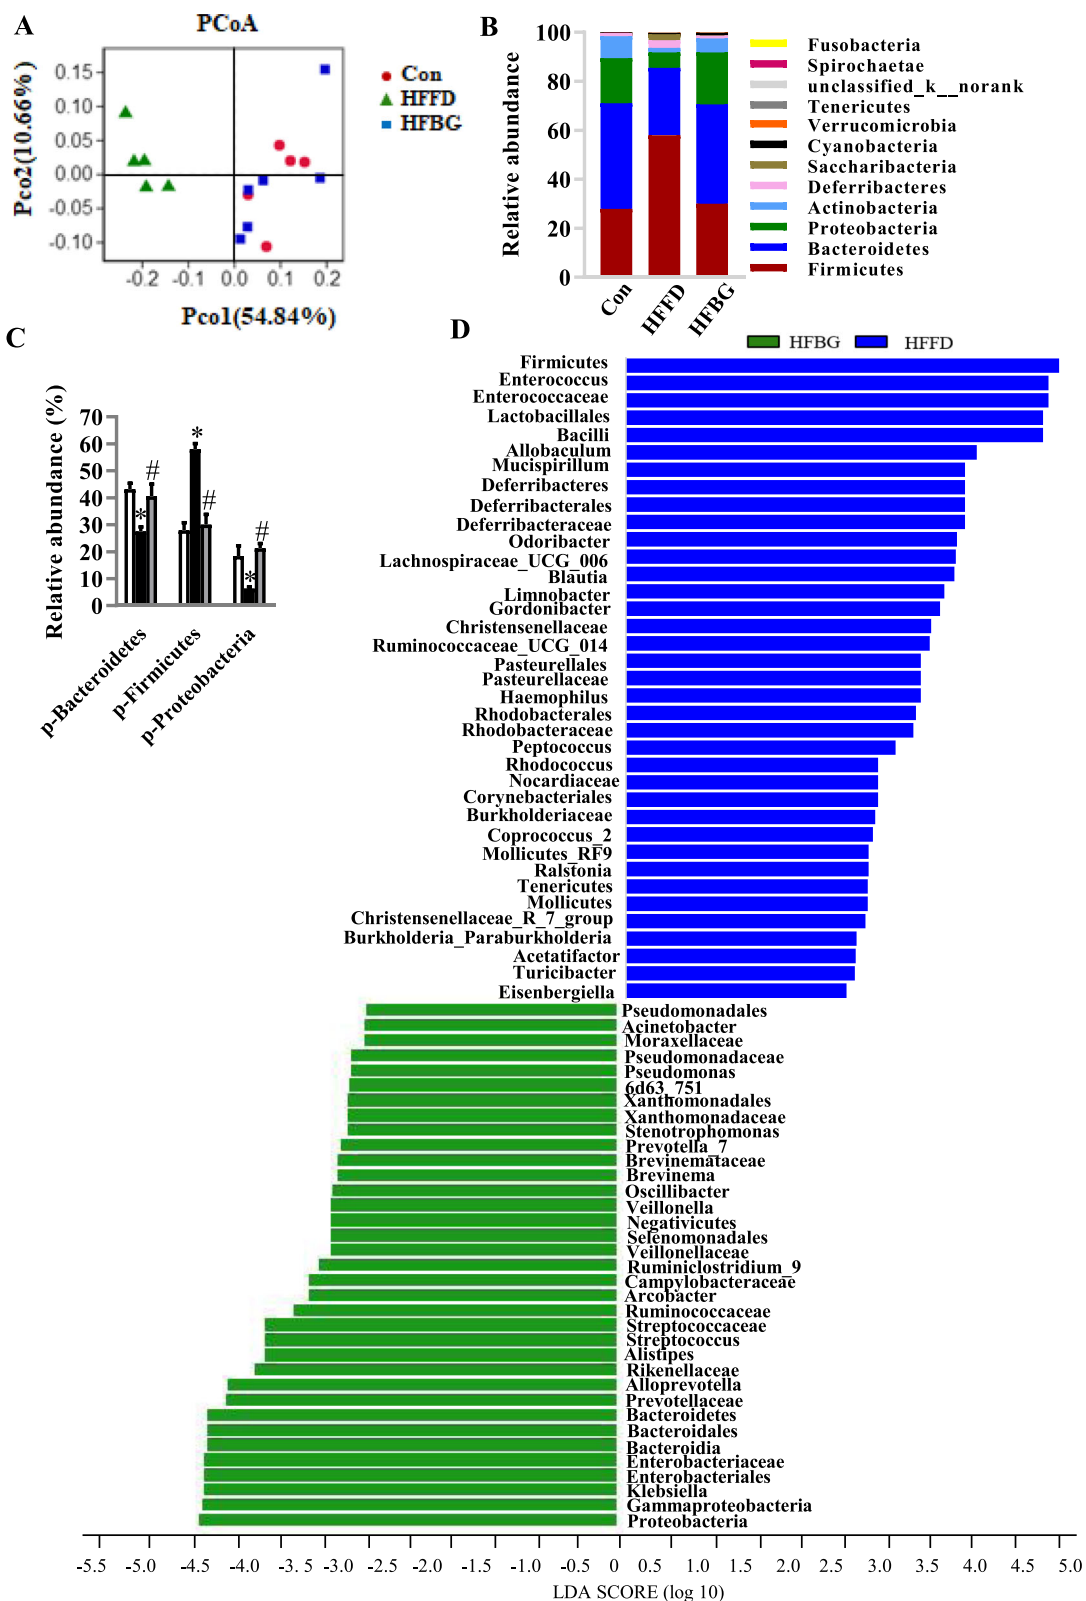 A
PCoA
Pco2(10.66%)
0.15
0.10
0.05
0.00
-0.05
-0.10
-0.2
-0.1
0.0
0.1
0.2
Pco1(54.84%)
Con
HFFD
HFBG
B
Relative abundance
100
80
60
40
20
0
Con
HFFD
HFBG
Fusobacteria
Spirochaetae
unclassified_k__norank
Tenericutes
Verrucomicrobia
Cyanobacteria
Saccharibacteria
Deferribacteres
Actinobacteria
Proteobacteria
Bacteroidetes
Firmicutes
C
Relative abundance (%)
70
60
50
40
30
20
10
0
*
#
*
#
*
#
p-Bacteroidetes
p-Firmicutes
p-Proteobacteria
D
HFBG
HFFD
Firmicutes
Enterococcus
Enterococcaceae
Lactobacillales
Bacilli
Allobaculum
Mucispirillum
Deferribacteres
Deferribacterales
Deferribacteraceae
Odoribacter
Lachnospiraceae_UCG_006
Blautia
Limnobacter
Gordonibacter
Christensenellaceae
Ruminococcaceae_UCG_014
Pasteurellales
Pasteurellaceae
Haemophilus
Rhodobacterales
Rhodobacteraceae
Peptococcus
Rhodococcus
Nocardiaceae
Corynebacteriales
Burkholderiaceae
Coprococcus_2
Mollicutes_RF9
Ralstonia
Tenericutes
Mollicutes
Christensenellaceae_R_7_group
Burkholderia_Paraburkholderia
Acetatifactor
Turicibacter
Eisenbergiella
Pseudomonadales
Acinetobacter
Moraxellaceae
Pseudomonadaceae
Pseudomonas
6d63_751
Xanthomonadales
Xanthomonadaceae
Stenotrophomonas
Prevotella_7
Brevinemataceae
Brevinema
Oscillibacter
Veillonella
Negativicutes
Selenomonadales
Veillonellaceae
Ruminiclostridium_9
Campylobacteraceae
Arcobacter
Ruminococcaceae
Streptococcaceae
Streptococcus
Alistipes
Rikenellaceae
Alloprevotella
Prevotellaceae
Bacteroidetes
Bacteroidales
Bacteroidia
Enterobacteriaceae
Enterobacteriales
Klebsiella
Gammaproteobacteria
Proteobacteria
-5.5 -5.0 -4.5 -4.0 -3. 5 -3.0 -2.5 -2.0 -1.5 -1.0 -0.5 0 0.5 1.0 1.5 2.0 2.5 3.0 3.5 4.0 4.5 5.0
LDA SCORE (log 10)